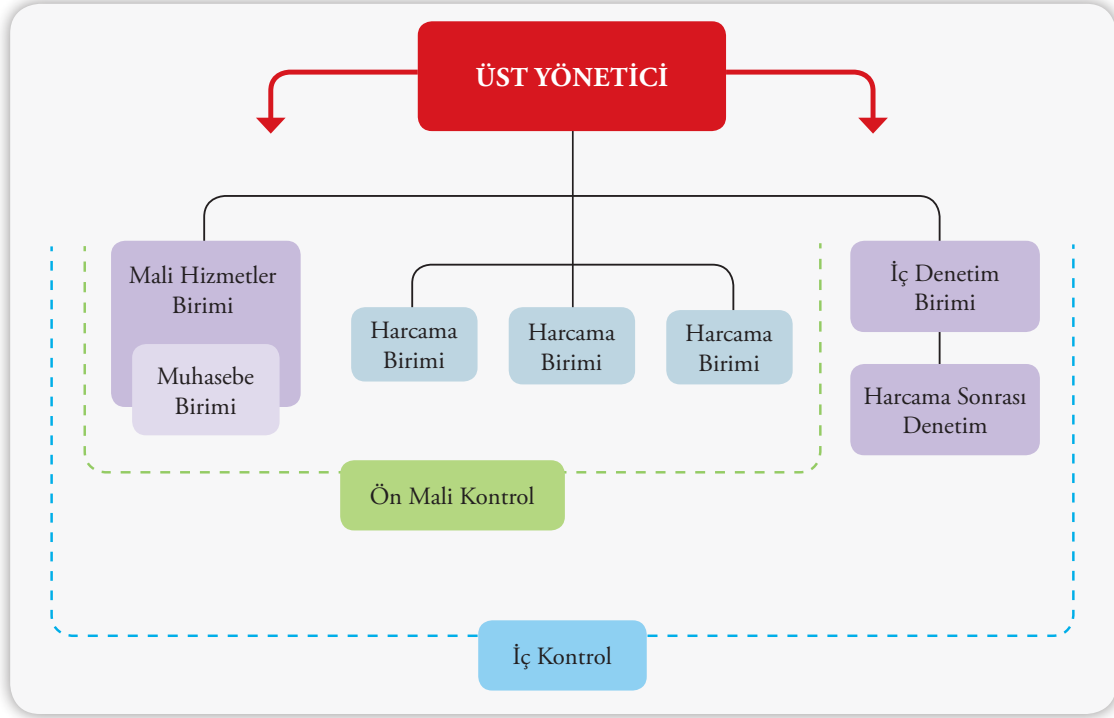 ÜST YÖNETİCİ
Mali Hizmetler
Birimi
Muhasebe
Birimi
Harcama
Birimi
Harcama
Birimi
Harcama
Birimi
İç Denetim
Birimi
Harcama Sonrası
Denetim
Ön Mali Kontrol
İç Kontrol